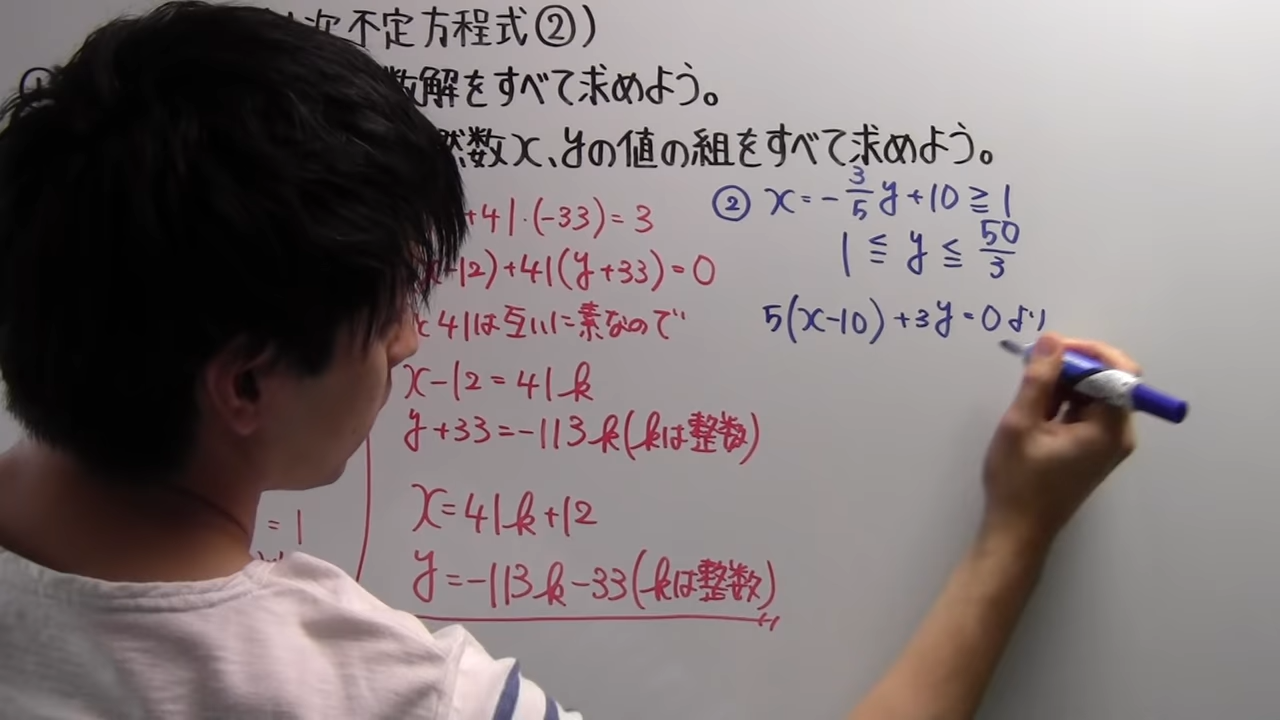 次不定方程式②)
数解をすべて求めよう。
然数x、yの値の組をすべて求めよう。
+41・(-33)=3
-12)+41(y+33)=0
と41は互いに素なので
x-12=41k
y+33=-113k(kは整数)
x=41k+12
y=-113k-33(kは整数)
=1
② x=-3/5y+10≧1
1≦y≦50/3
5(x-10)+3y=0より